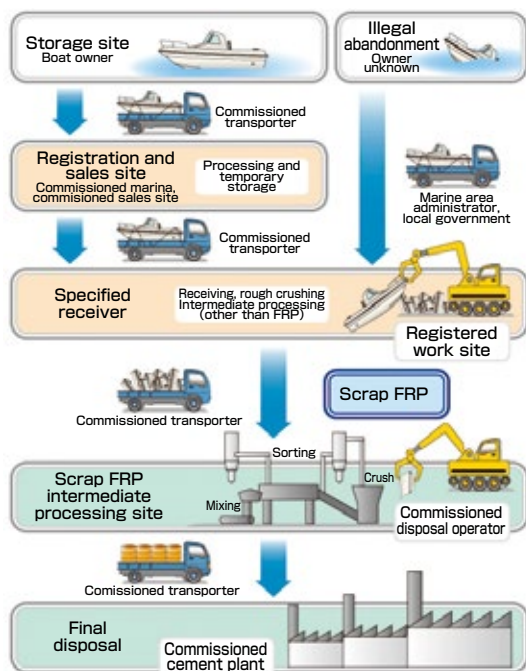 Storage site
Boat owner
Illegal
abandonment
Owner
unknown
Commissioned
transporter
Registration and
sales site
Commissioned marina,
commisioned sales site
Processing and
temporary
storage
Marine area
administrator,
local government
Commissioned
transporter
Specified
receiver
Receiving, rough crushing
Intermediate processing
(other than FRP)
Registered
work site
Scrap FRP
Commissioned transporter
Sorting
Crush
Mixing
Scrap FRP
intermediate
processing site
Commissioned
disposal operator
Comissioned transporter
Final
disposal
Commissioned
cement plant